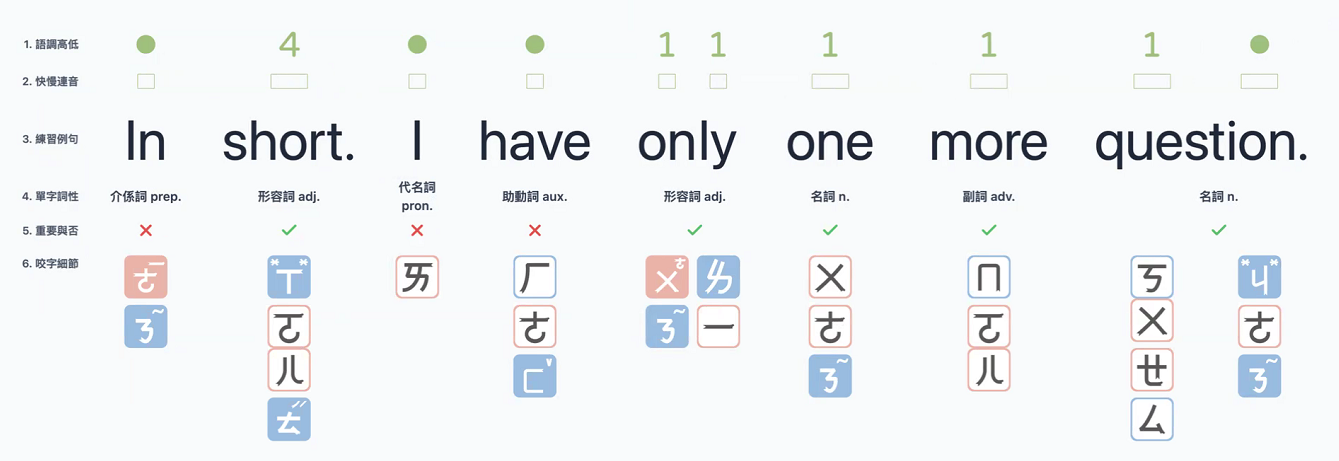 1. 語調高低 4 1 1 1 1 1
2. 快慢連音
3. 練習例句 In short. I have only one more question.
4. 單字詞性 介係詞 prep. 形容詞 adj. 代名詞 pron. 助動詞 aux. 形容詞 adj. 名詞 n. 副詞 adv. 名詞 n.
5. 重要與否
6. 咬字細節 ㄜ ㄒ ㄞ ㄏ ㄨ ㄌ ㄨ ㄇ ㄎ ㄐ
ㄋ ㄛ ㄜ ㄋ ㄧ ㄜ ㄛ ㄨ ㄜ
ㄦ ㄈ ㄋ ㄦ ㄝ ㄋ
ㄊ ㄙ